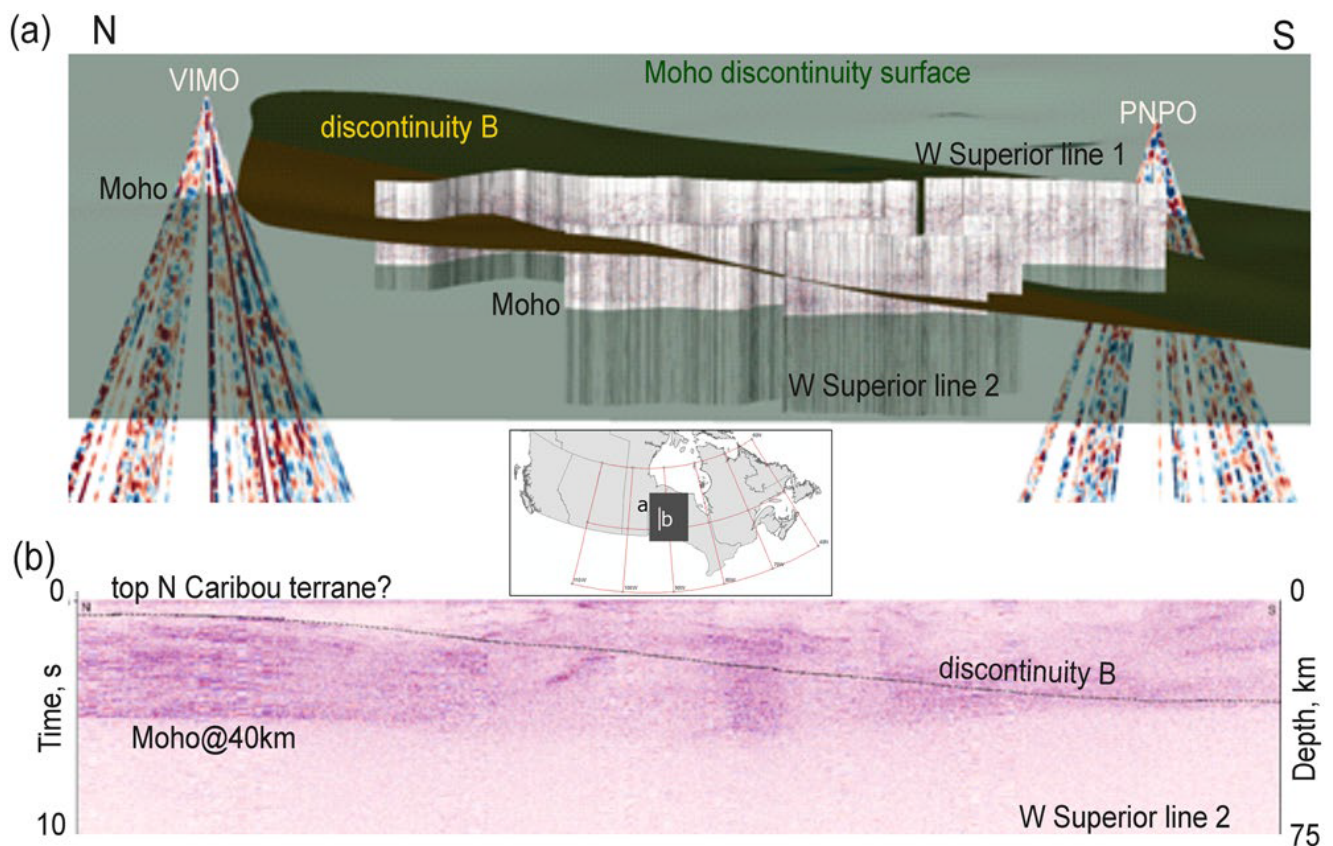 (a)
N
S
Moho discontinuity surface
VIMO
PNPO
discontinuity B
W Superior line 1
Moho
Moho
W Superior line 2
a
b
(b)
top N Caribou terrane?
0
0
N
S
discontinuity B
Time, s
Depth, km
Moho@40km
W Superior line 2
10
75